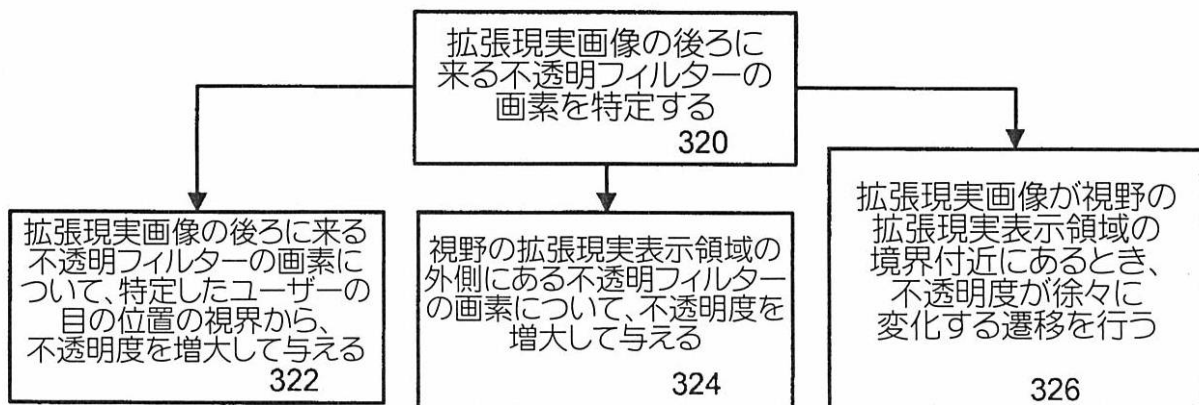 拡張現実画像の後ろに
来る不透明フィルターの
画素を特定する
320
拡張現実画像の後ろに来る
不透明フィルターの画素に
ついて、特定したユーザーの
目の位置の視界から、
不透明度を増大して与える
322
視野の拡張現実表示領域の
外側にある不透明フィルター
の画素について、不透明度を
増大して与える
324
拡張現実画像が視野の
拡張現実表示領域の
境界付近にあるとき、
不透明度が徐々に
変化する遷移を行う
326